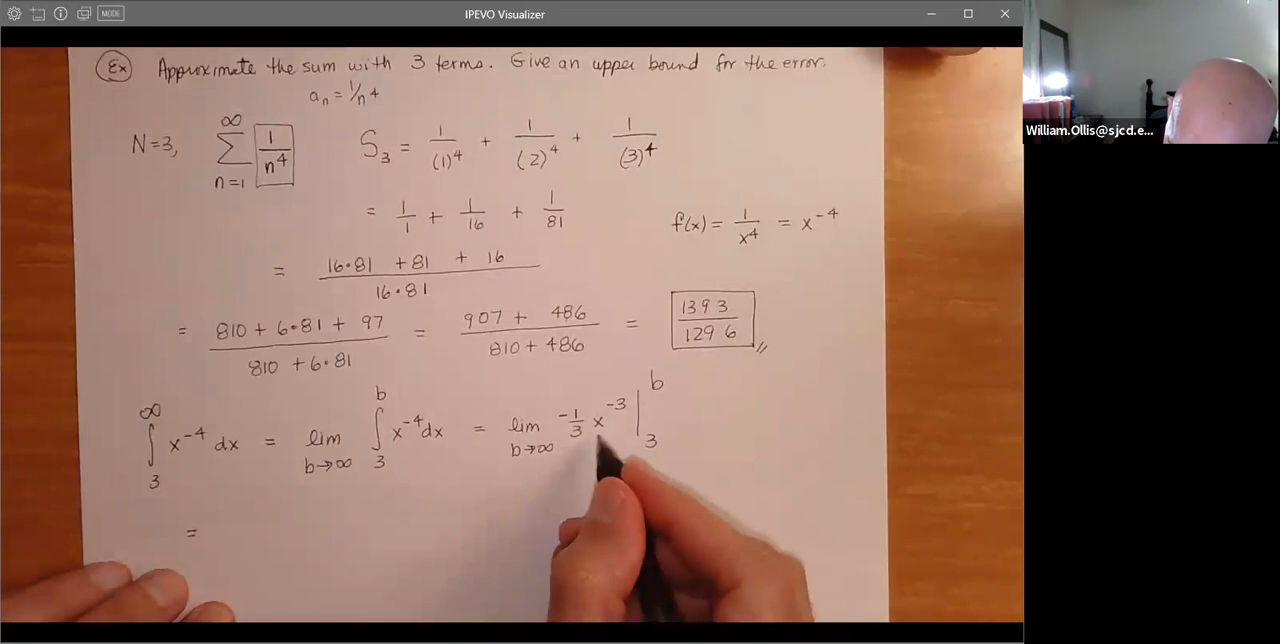 MODE
IPEVO Visualizer
Ex Approximate the sum with 3 terms. Give an upper bound for the error.
aₙ = 1/n⁴
N=3, ∞ Σ n=1 1/n⁴ S₃ = 1/(1)⁴ + 1/(2)⁴ + 1/(3)⁴
= 1/1 + 1/16 + 1/81
f(x) = 1/x⁴ = x⁻⁴
= 16·81 + 81 + 16 / 16·81
= 810 + 6·81 + 97 / 810 + 6·81 = 907 + 486 / 810 + 486 = 1393/1296 //
∫₃^∞ x⁻⁴ dx = lim b→∞ ∫₃^b x⁻⁴ dx = lim b→∞ -1/3 x⁻³ |₃^b
=
William.Ollis@sjcd.e...